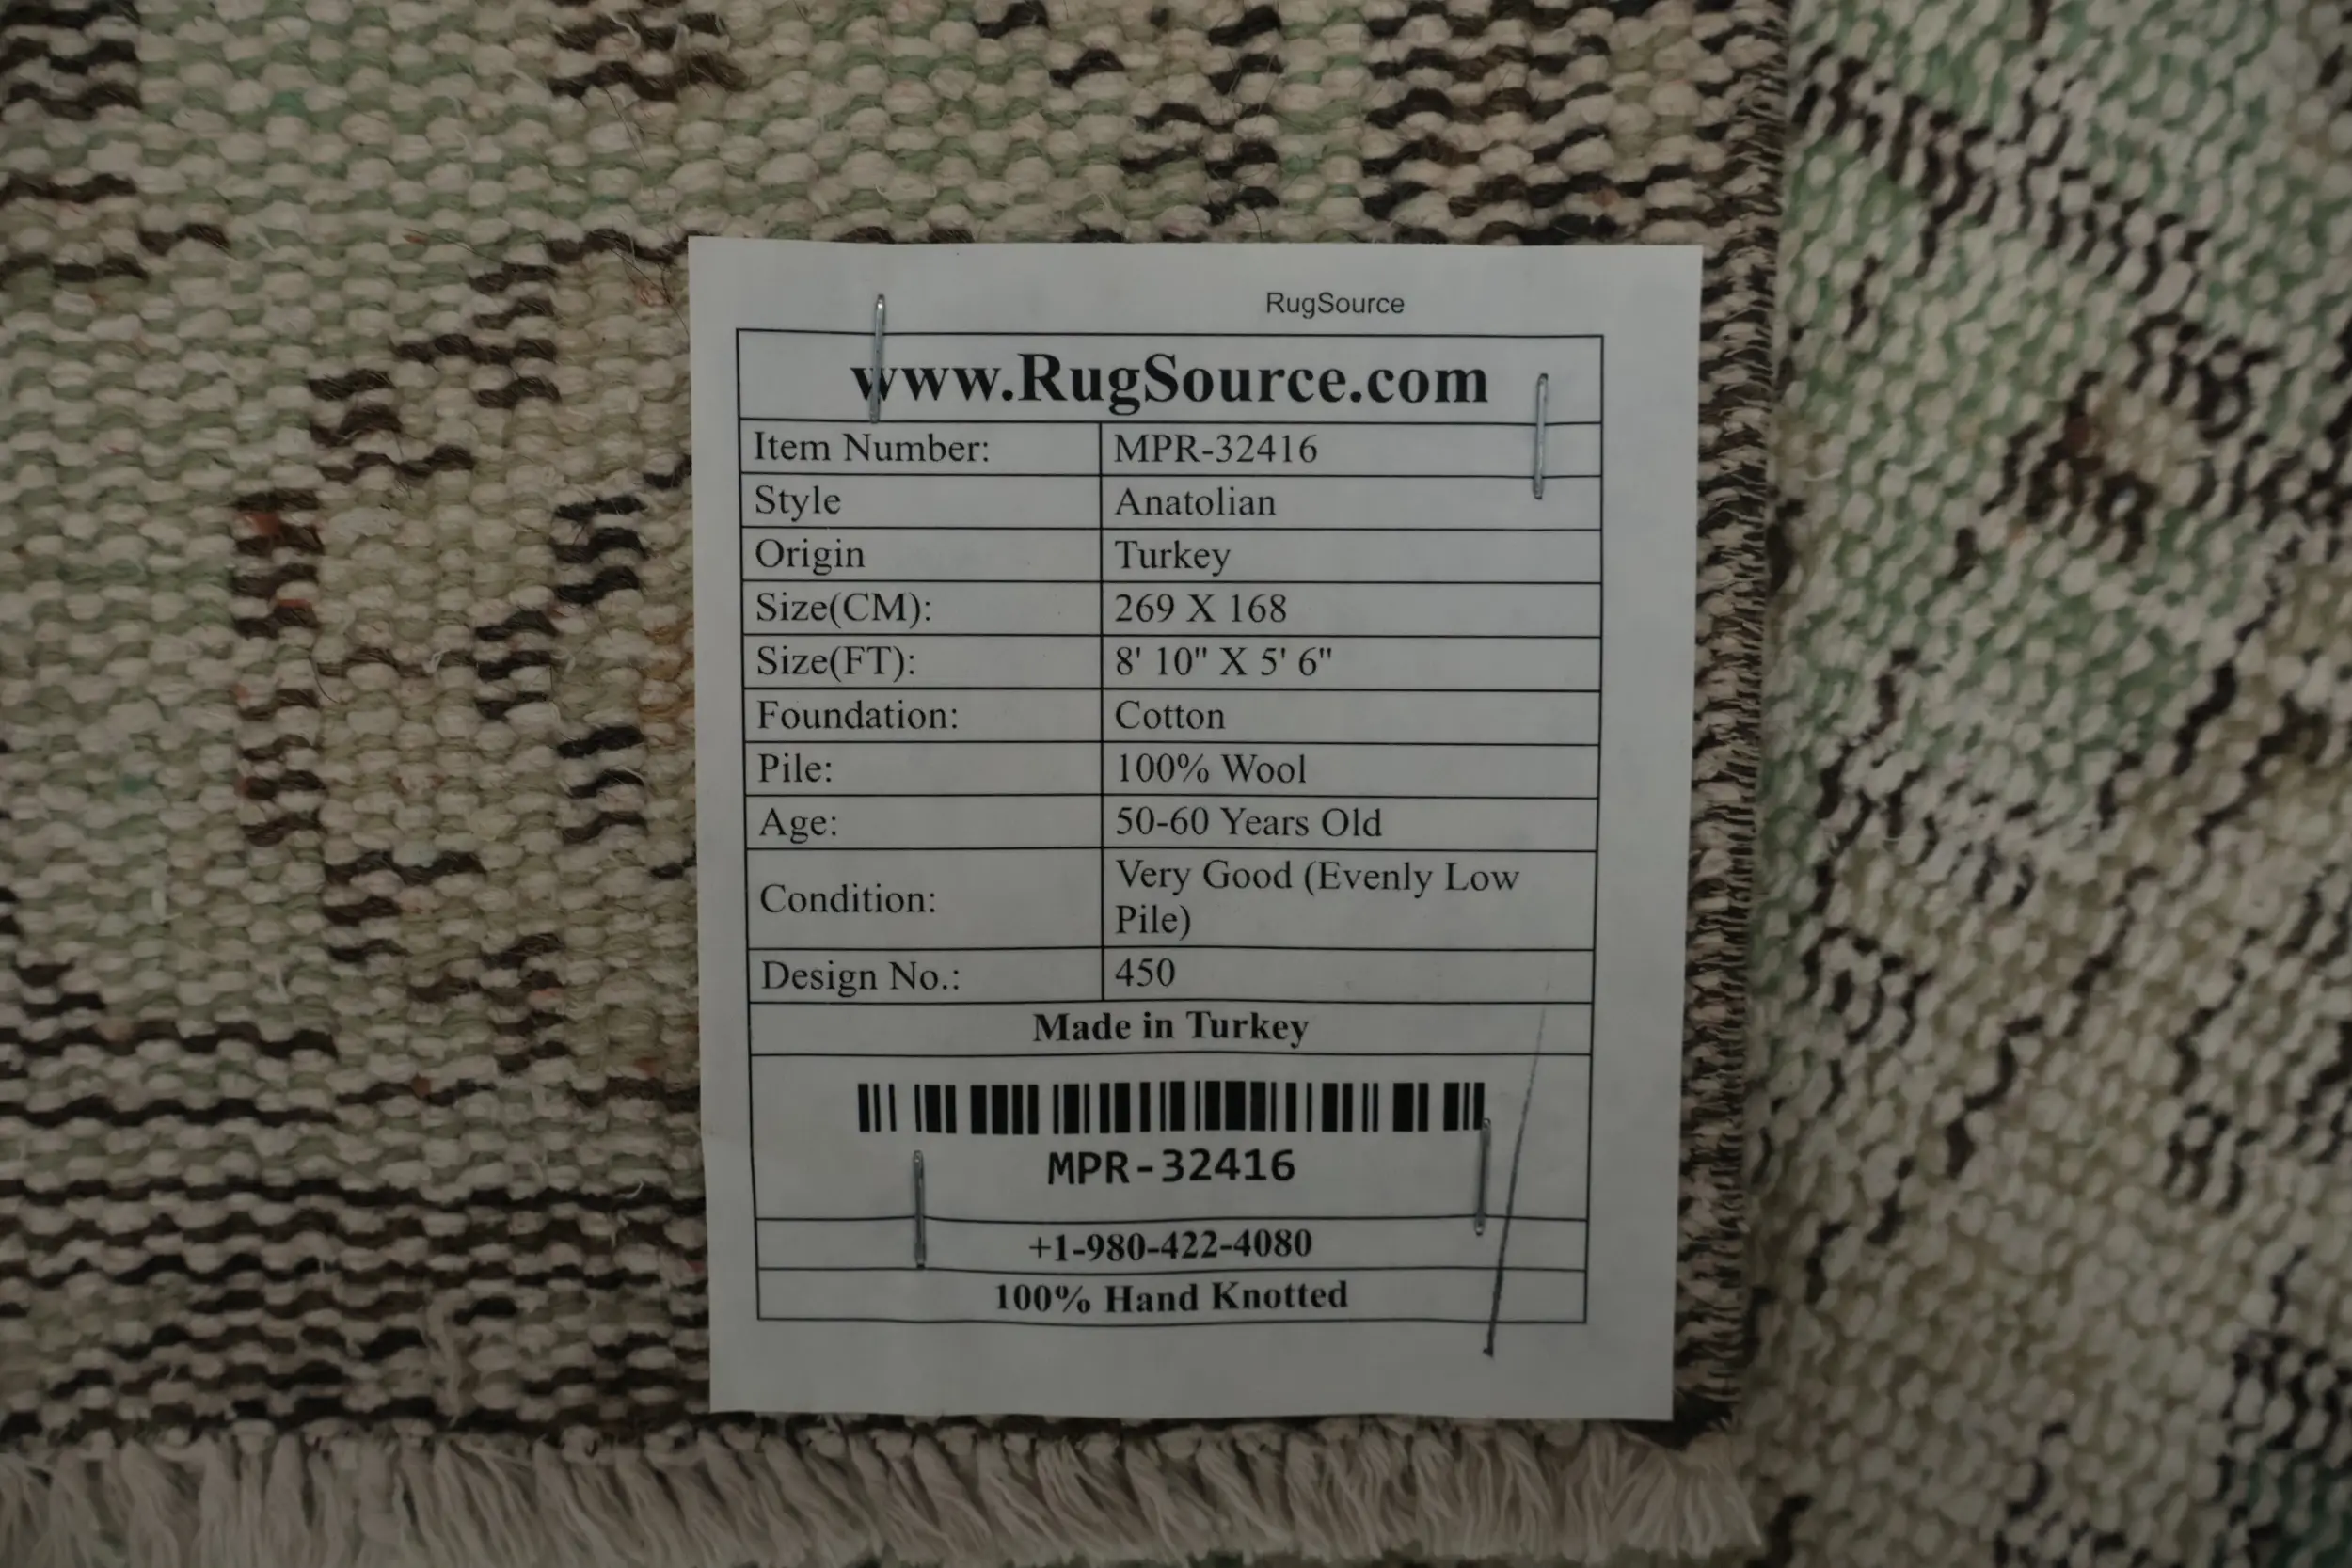 RugSource
www.RugSource.com
Item Number: MPR-32416
Style Anatolian
Origin Turkey
Size(CM): 269 X 168
Size(FT): 8' 10" X 5' 6"
Foundation: Cotton
Pile: 100% Wool
Age: 50-60 Years Old
Condition: Very Good (Evenly Low
Pile)
Design No.: 450
Made in Turkey
MPR-32416
+1-980-422-4080
100% Hand Knotted